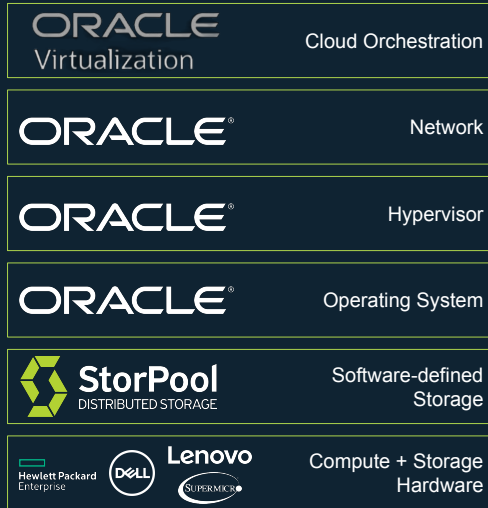 ORACLE
Virtualization
Cloud Orchestration
ORACLE®
Network
ORACLE®
Hypervisor
ORACLE®
Operating System
StorPool
DISTRIBUTED STORAGE
Software-defined
Storage
Hewlett Packard
Enterprise
DELL
Lenovo
SUPERMICRO
Compute + Storage
Hardware